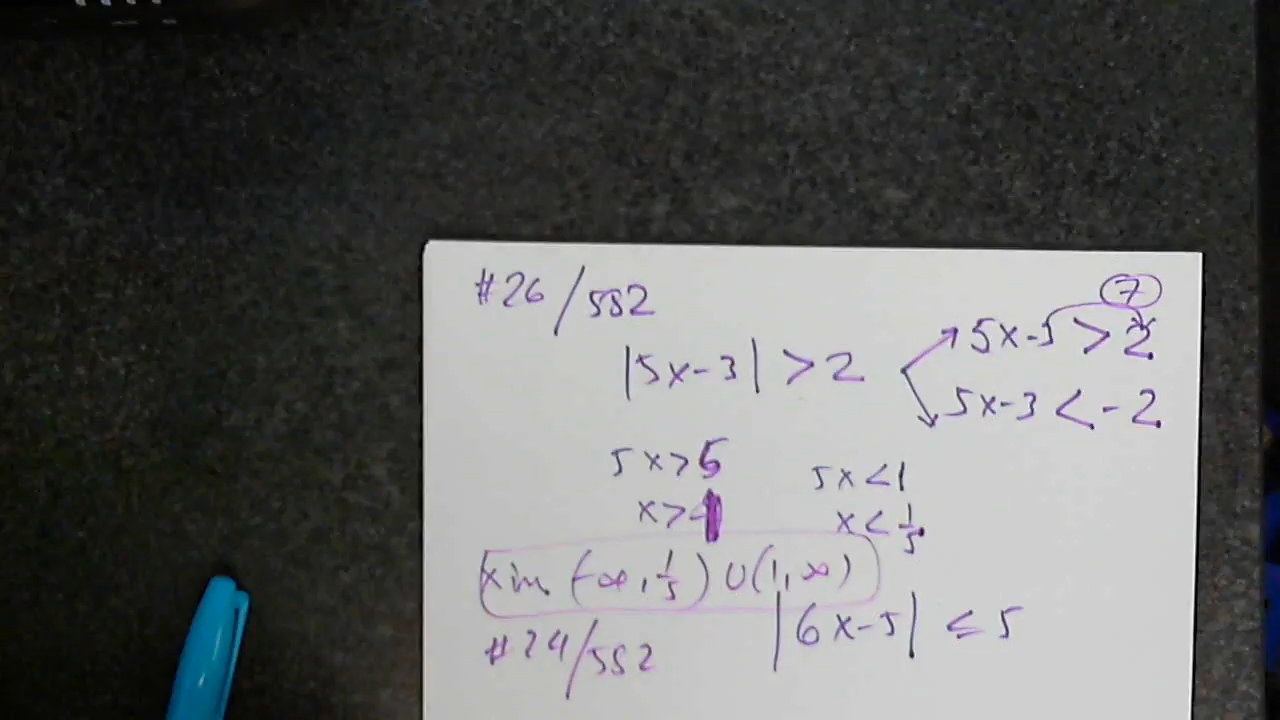 #26/552
7
|5x-3| > 2
5x-3 > 2
5x-3 < -2
5x > 5
5x < 1
x > 1
x < 1/5
x in (-∞, 1/5) ∪ (1, ∞)
#24/552
|6x-5| ≤ 5